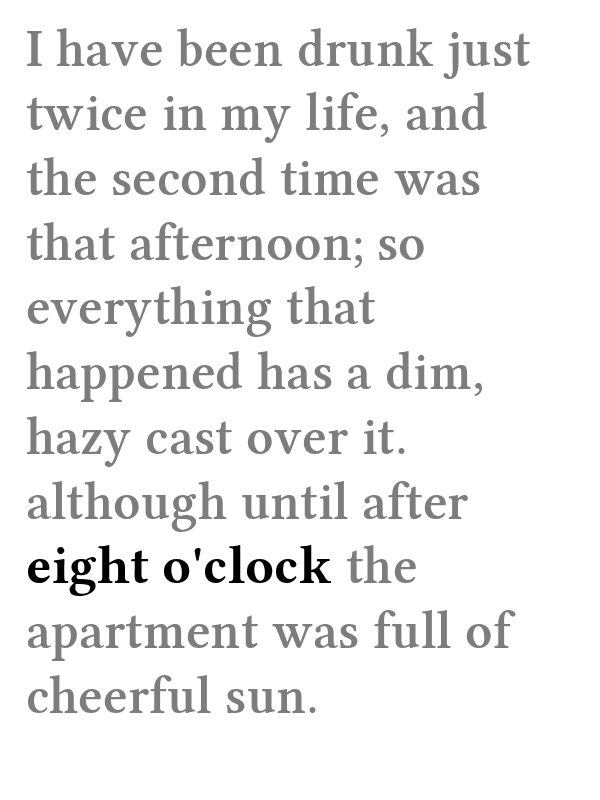 I have been drunk just
twice in my life, and
the second time was
that afternoon; so
everything that
happened has a dim,
hazy cast over it.
although until after
eight o'clock the
apartment was full of
cheerful sun.